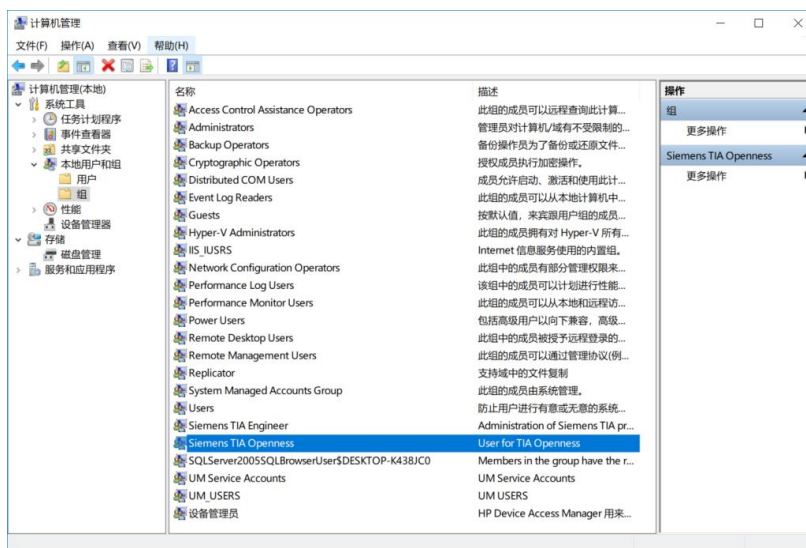 计算机管理
文件(F) 操作(A) 查看(V) 帮助(H)
计算机管理(本地)
系统工具
任务计划程序
事件查看器
共享文件夹
本地用户和组
用户
组
性能
设备管理器
存储
磁盘管理
服务和应用程序
名称 描述
Access Control Assistance Operators 此组的成员可以远程查询此计算...
Administrators 管理员对计算机/域有不受限制的...
Backup Operators 备份操作员为了备份或还原文件...
Cryptographic Operators 授权成员执行加密操作。
Distributed COM Users 成员允许启动、激活和使用此计...
Event Log Readers 此组的成员可以从本地计算机中...
Guests 按默认值，来宾跟用户组的成员...
Hyper-V Administrators 此组的成员拥有对 Hyper-V 所有...
IIS_IUSRS Internet 信息服务使用的内置组。
Network Configuration Operators 此组中的成员有部分管理权限来...
Performance Log Users 该组中的成员可以计划进行性能...
Performance Monitor Users 此组的成员可以从本地和远程访...
Power Users 包括高级用户以向下兼容，高级...
Remote Desktop Users 此组中的成员被授予远程登录的...
Remote Management Users 此组的成员可以通过管理协议(例...
Replicator 支持域中的文件复制
System Managed Accounts Group 此组的成员由系统管理。
Users 防止用户进行有意或无意的系统...
Siemens TIA Engineer Administration of Siemens TIA pr...
Siemens TIA Openness User for TIA Openness
SQLServer2005SQLBrowserUser$DESKTOP-K438JC0 Members in the group have the r...
UM Service Accounts UM Service Accounts
UM_USERS UM USERS
设备管理员 HP Device Access Manager 用来...
操作
组
更多操作
Siemens TIA Openness
更多操作